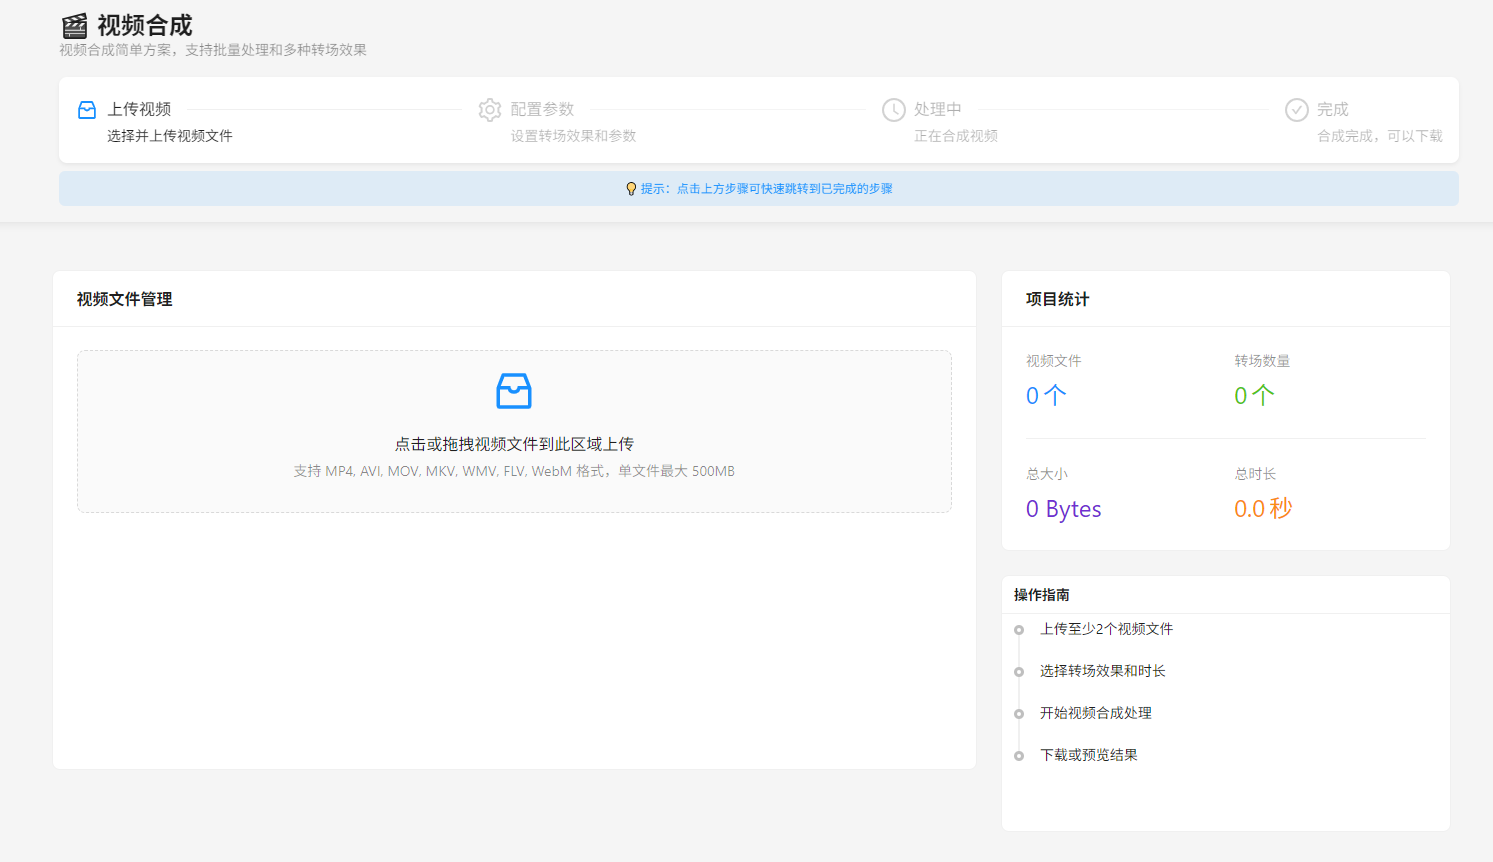 视频合成
视频合成简单方案，支持批量处理和多种转场效果
上传视频
选择并上传视频文件
配置参数
设置转场效果和参数
处理中
正在合成视频
完成
合成完成，可以下载
提示：点击上方步骤可快速跳转到已完成的步骤
视频文件管理
点击或拖拽视频文件到此区域上传
支持 MP4, AVI, MOV, MKV, WMV, FLV, WebM 格式，单文件最大 500MB
项目统计
视频文件
0 个
转场数量
0 个
总大小
0 Bytes
总时长
0.0 秒
操作指南
上传至少2个视频文件
选择转场效果和时长
开始视频合成处理
下载或预览结果